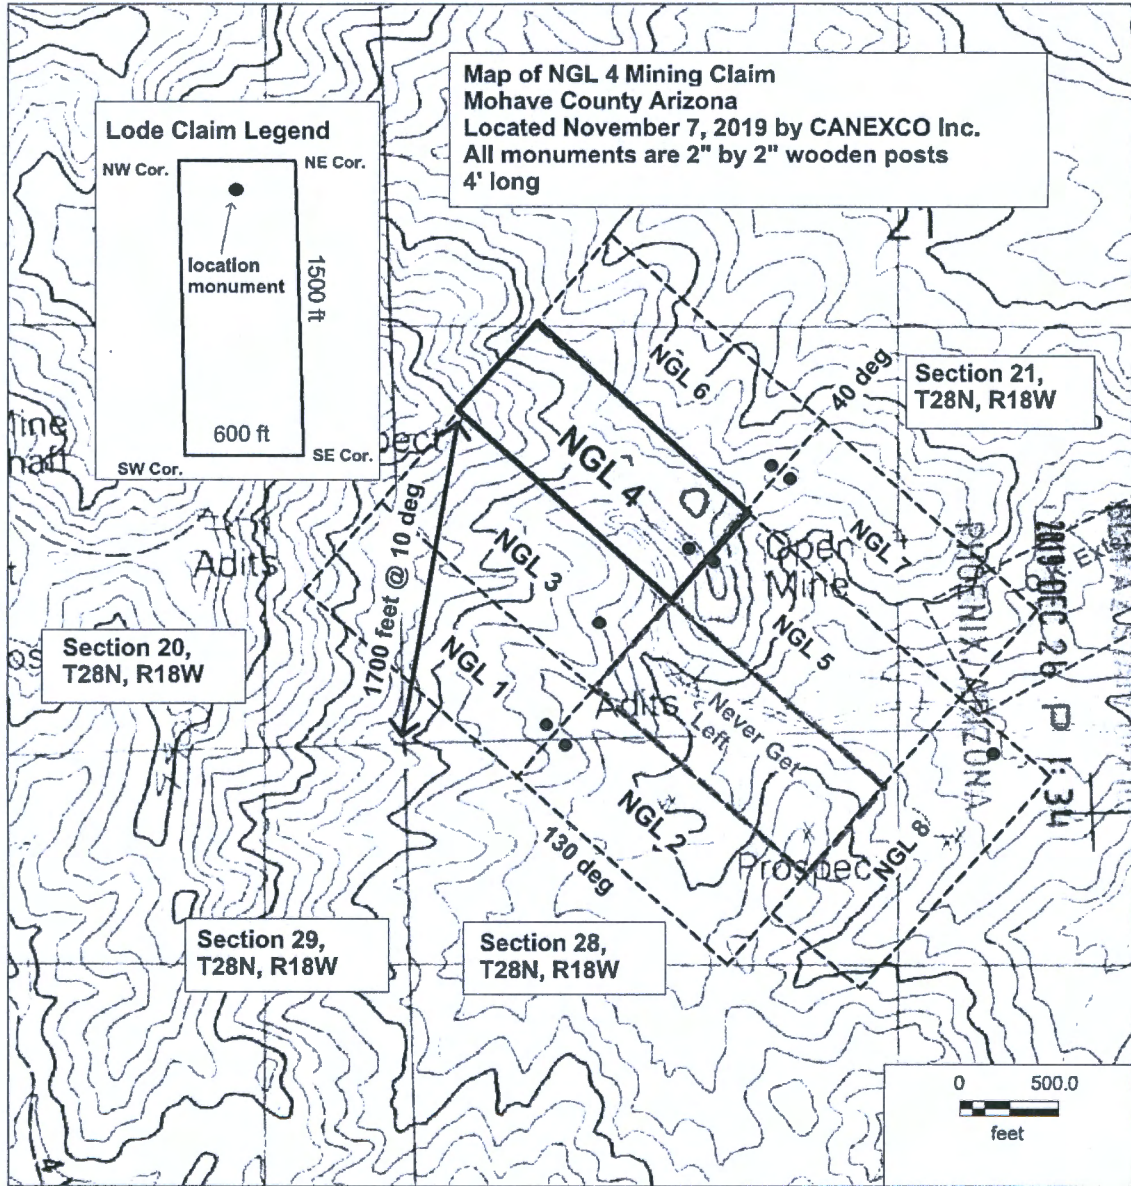 Map of NGL 4 Mining Claim
Mohave County Arizona
Located November 7, 2019 by CANEXCO Inc.
All monuments are 2" by 2" wooden posts
4' long
Lode Claim Legend
NW Cor.
NE Cor.
location
monument
1500 ft
600 ft
SW Cor.
SE Cor.
21
NGL 6
40 deg
Section 21,
T28N, R18W
NGL 4
Adits
NGL 3
1700 feet @ 10 deg
NGL 7
Open
Mine
NGL 5
NGL 1
Section 20,
T28N, R18W
Adits
Never Get
Left
PHOENIX, ARIZONA
2019 DEC 26 P 1:34
NGL 2
130 deg
Prospec
NGL 8
Section 29,
T28N, R18W
Section 28,
T28N, R18W
0 500.0
feet
4